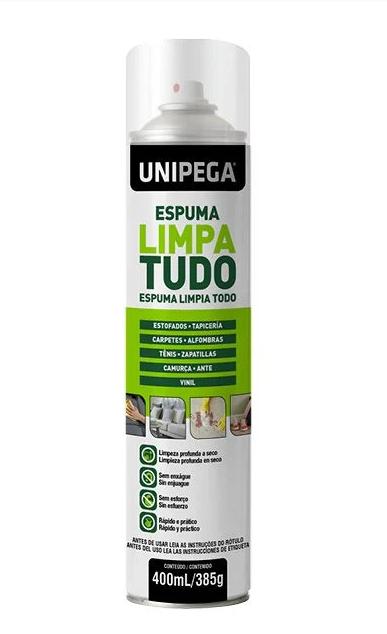 UNIPEGA®
ESPUMA
LIMPA
TUDO
ESPUMA LIMPIA TODO
ESTOFADOS • TAPICERÍA
CARPETES • ALFOMBRAS
TÊNIS • ZAPATILLAS
CAMURÇA • ANTE
VINIL
Limpeza profunda a seco
Limpieza profunda en seco
Sem enxágue
Sin enjuague
Sem esforço
Sin esfuerzo
Rápido e prático
Rápido y práctico
ANTES DE USAR LEIA AS INSTRUÇÕES DO RÓTULO
ANTES DEL USO LEA LAS INSTRUCCIONES DE ETIQUETA
CONTEÚDO / CONTENIDO
400mL/385g